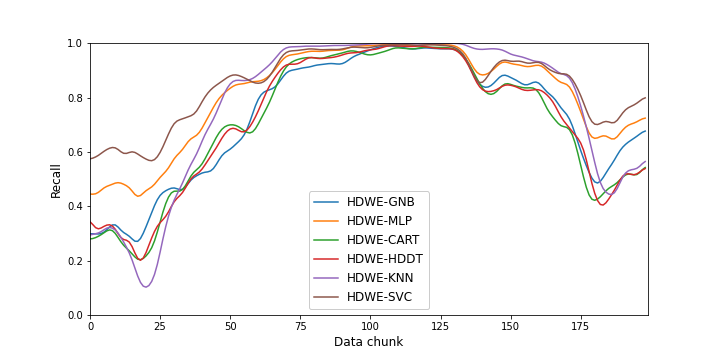 1.0
0.8
0.6
0.4
0.2
0.0
Recall
HDWE-GNB
HDWE-MLP
HDWE-CART
HDWE-HDDT
HDWE-KNN
HDWE-SVC
0 25 50 75 100 125 150 175
Data chunk